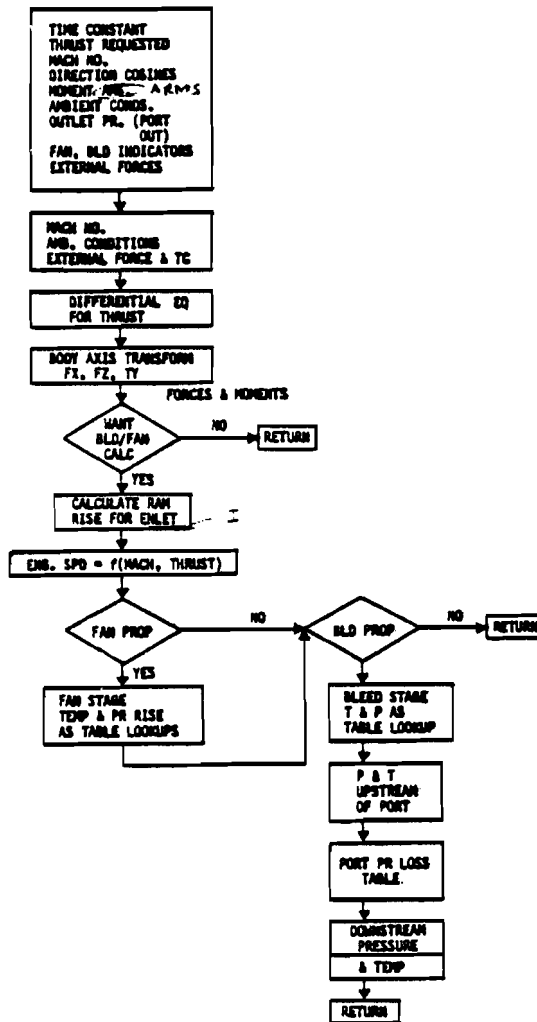 TIME CONSTANT
THRUST REQUESTED
MACH NO.
DIRECTION COSINES
MOMENT ARMS
AMBIENT CONDS.
OUTLET PR. (PORT
OUT)
FAN, BLD INDICATORS
EXTERNAL FORCES
MACH NO.
AMB. CONDITIONS
EXTERNAL FORCE & TC
DIFFERENTIAL EQ
FOR THRUST
BODY AXIS TRANSFORM
FX, FZ, TY
FORCES & MOMENTS
WANT
BLD/FAN
CALC
NO
RETURN
YES
CALCULATE RAM
RISE FOR ENLET
I
ENG. SPD = f(MACH, THRUST)
FAN PROP
NO
BLD PROP
NO
RETURN
YES
FAN STAGE
TEMP & PR RISE
AS TABLE LOOKUPS
BLEED STAGE
T & P AS
TABLE LOOKUP
P & T
UPSTREAM
OF PORT
PORT PR LOSS
TABLE.
DOWNSTREAM
PRESSURE
& TEMP
RETURN